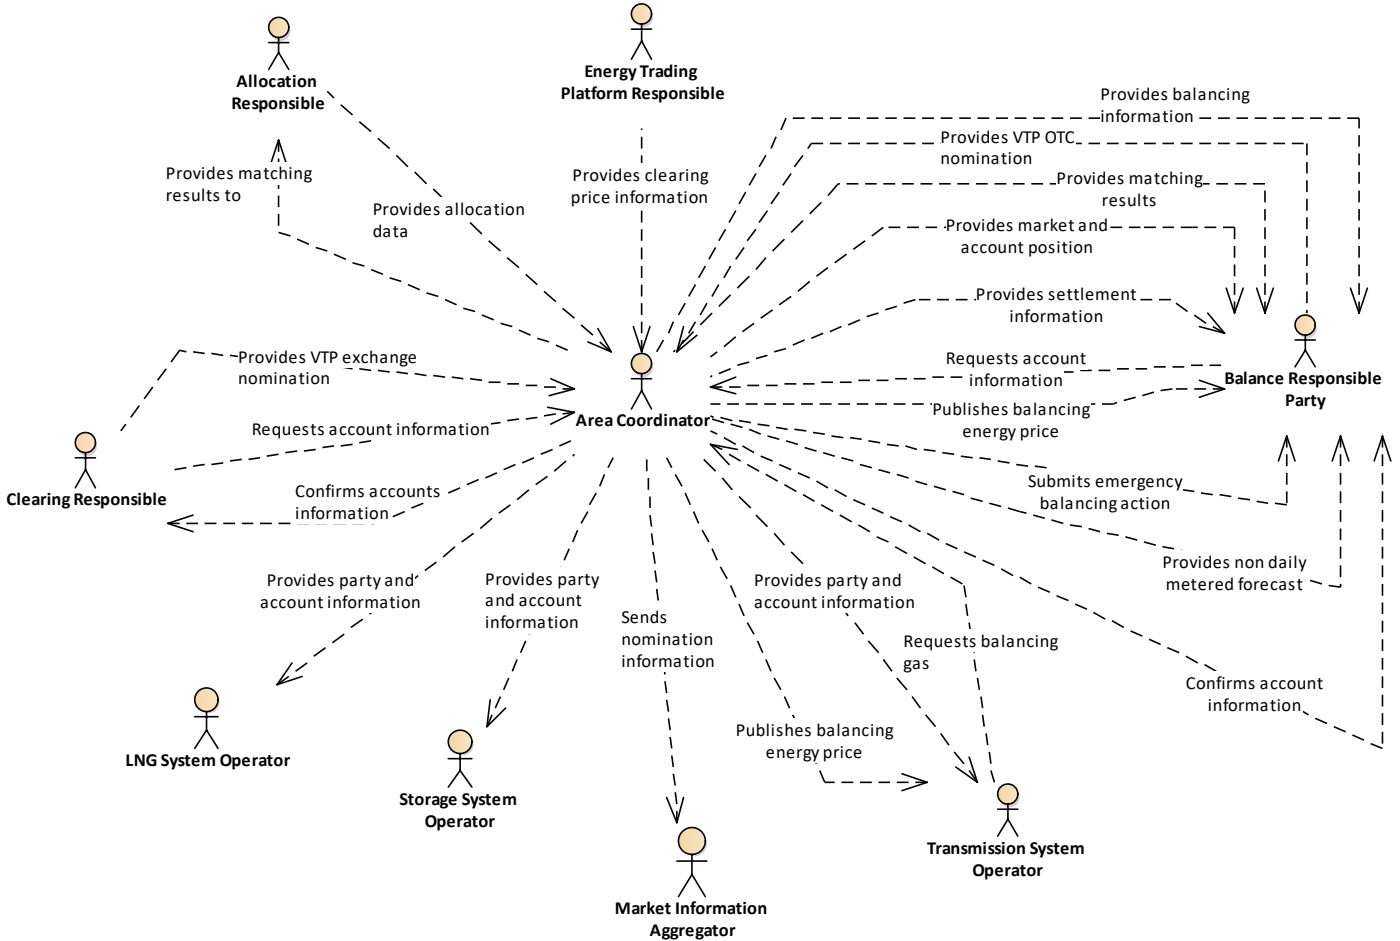 Energy Trading
Platform Responsible
Allocation
Responsible
Provides balancing
information
Provides VTP OTC
nomination
Provides matching
results to
Provides clearing
price information
Provides matching
results
Provides allocation
data
Provides market and
account position
Provides settlement
information
Provides VTP exchange
nomination
Requests account
information
Balance Responsible
Party
Area Coordinator
Publishes balancing
energy price
Requests account information
Clearing Responsible
Confirms accounts
information
Submits emergency
balancing action
Provides non daily
metered forecast
Provides party and
account information
Provides party
and account
information
Sends
nomination
information
Provides party and
account information
Requests balancing
gas
Confirms account
information
Publishes balancing
energy price
LNG System Operator
Storage System
Operator
Transmission System
Operator
Market Information
Aggregator